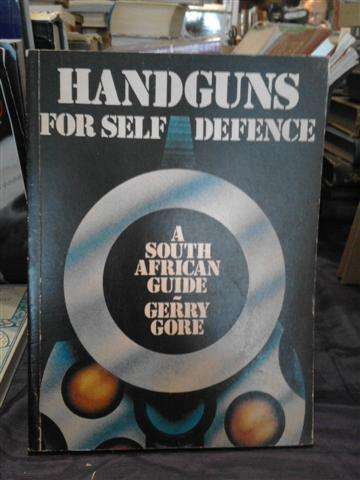 HANDGUNS
FOR SELF DEFENCE
A
SOUTH
AFRICAN
GUIDE
~
GERRY
GORE